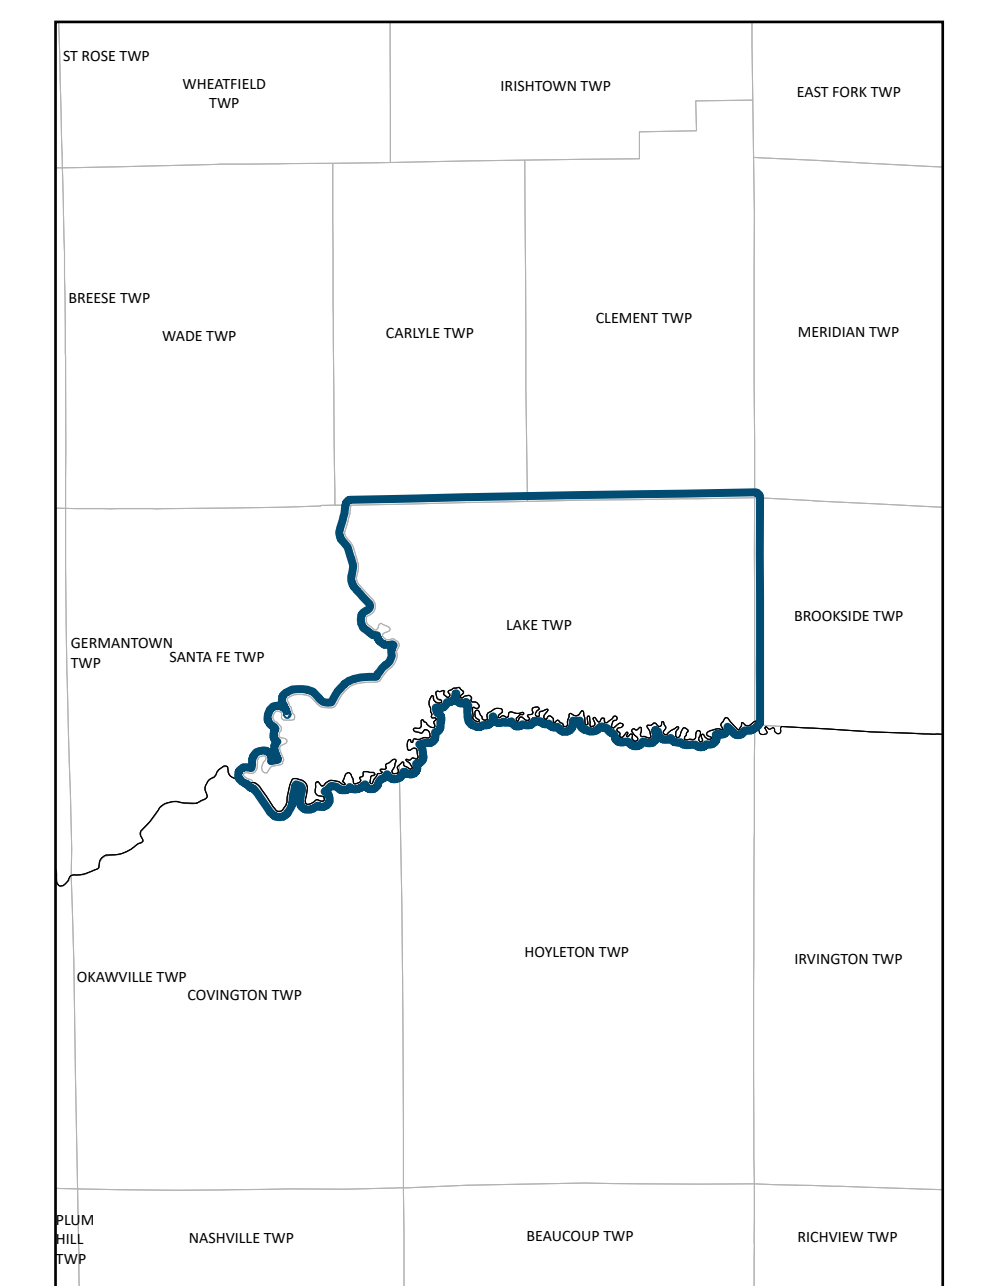 ST ROSE TWP
WHEATFIELD
TWP
IRISHTOWN TWP
EAST FORK TWP
BREESE TWP
WADE TWP
CARLYLE TWP
CLEMENT TWP
MERIDIAN TWP
GERMANTOWN
TWP
SANTA FE TWP
LAKE TWP
BROOKSIDE TWP
OKAWVILLE TWP
COVINGTON TWP
HOYLETON TWP
IRVINGTON TWP
PLUM
HILL
TWP
NASHVILLE TWP
BEAUCOUP TWP
RICHVIEW TWP